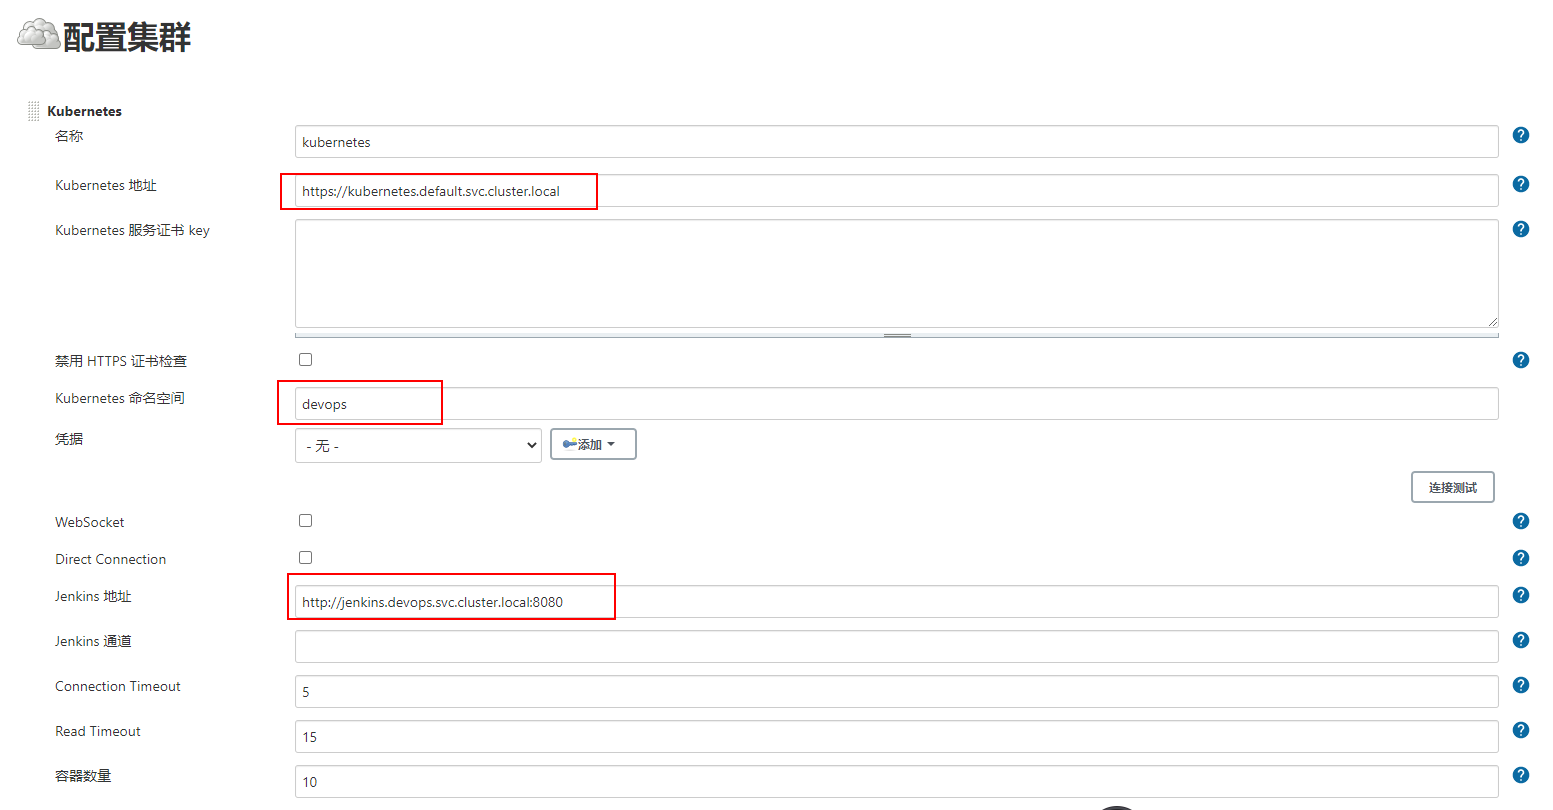 配置集群
Kubernetes
名称
kubernetes
Kubernetes 地址
https://kubernetes.default.svc.cluster.local
Kubernetes 服务证书 key
禁用 HTTPS 证书检查
Kubernetes 命名空间
devops
凭据
- 无 -
添加
连接测试
WebSocket
Direct Connection
Jenkins 地址
http://jenkins.devops.svc.cluster.local:8080
Jenkins 通道
Connection Timeout
5
Read Timeout
15
容器数量
10